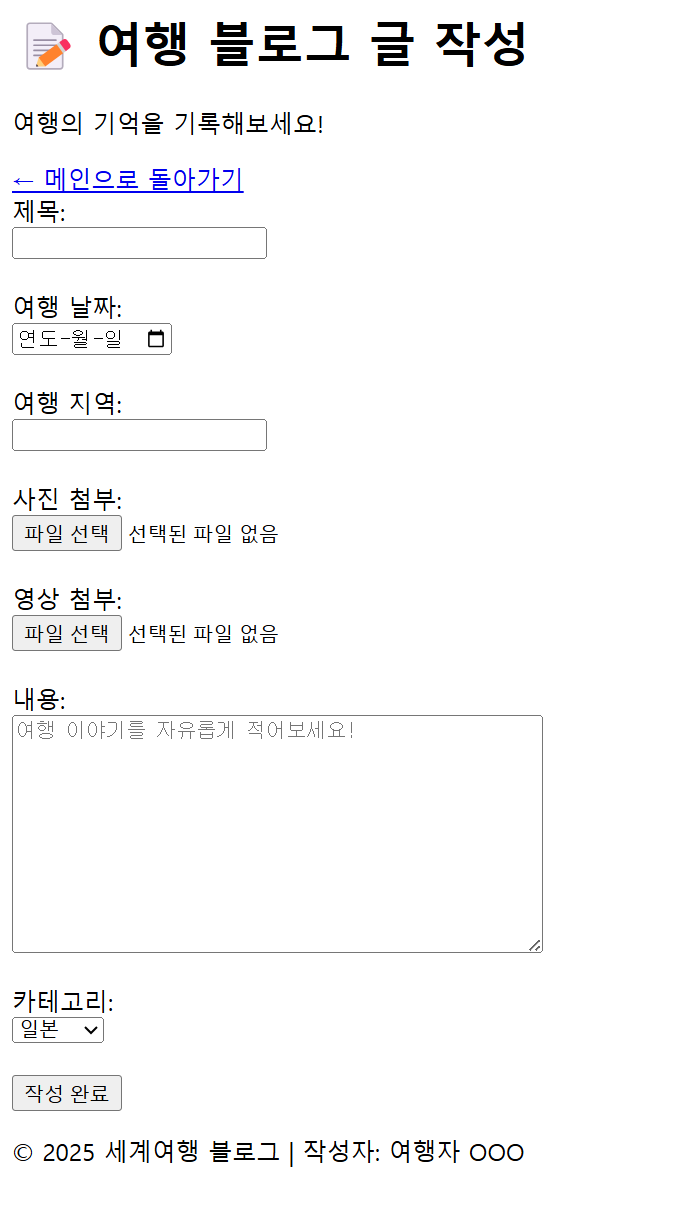 📝 여행 블로그 글 작성
여행의 기억을 기록해보세요!
← 메인으로 돌아가기
제목:
여행 날짜:
연도-월-일
여행 지역:
사진 첨부:
파일 선택 선택된 파일 없음
영상 첨부:
파일 선택 선택된 파일 없음
내용:
여행 이야기를 자유롭게 적어보세요!
카테고리:
일본
작성 완료
© 2025 세계여행 블로그 | 작성자: 여행자 OOO